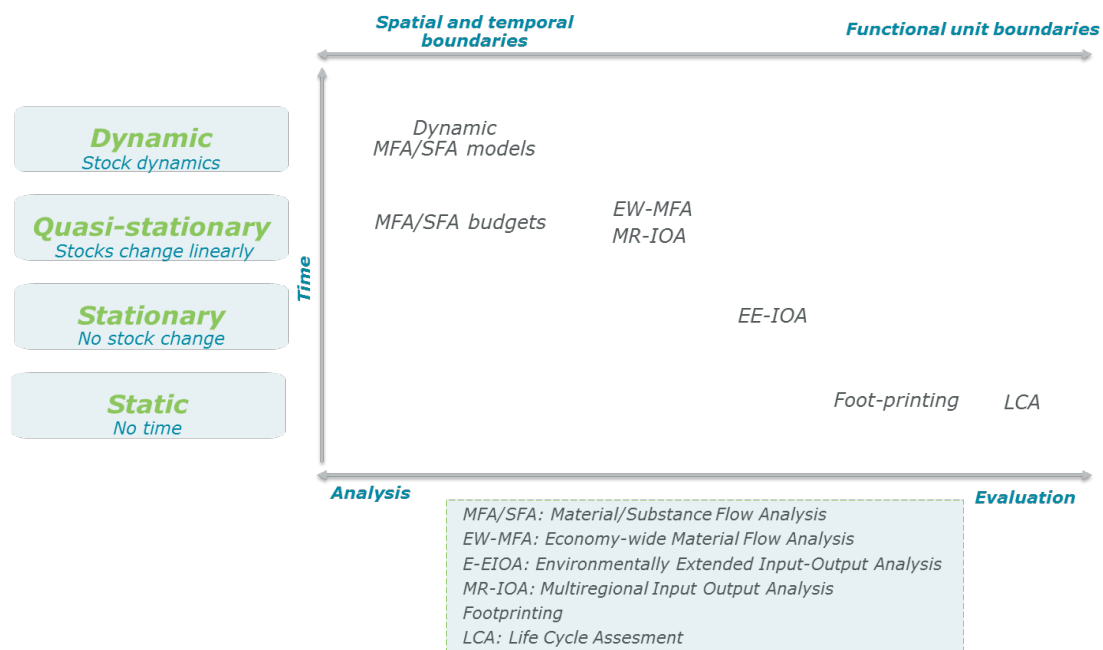 Spatial and temporal
boundaries
Functional unit boundaries
Dynamic
Stock dynamics
Dynamic
MFA/SFA models
Quasi-stationary
Stocks change linearly
MFA/SFA budgets
EW-MFA
MR-IOA
Time
Stationary
No stock change
EE-IOA
Static
No time
Foot-printing
LCA
Analysis
Evaluation
MFA/SFA: Material/Substance Flow Analysis
EW-MFA: Economy-wide Material Flow Analysis
E-EIOA: Environmentally Extended Input-Output Analysis
MR-IOA: Multiregional Input Output Analysis
Footprinting
LCA: Life Cycle Assesment